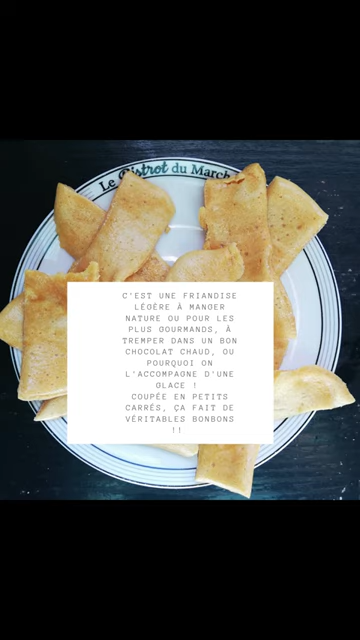 Le Bistrot du Marché
C'EST UNE FRIANDISE
LÉGÈRE À MANGER
NATURE OU POUR LES
PLUS GOURMANDS, À
TREMPER DANS UN BON
CHOCOLAT CHAUD, OU
POURQUOI ON
L'ACCOMPAGNE D'UNE
GLACE !
COUPÉE EN PETITS
CARRÉS, ÇA FAIT DE
VÉRITABLES BONBONS
!!